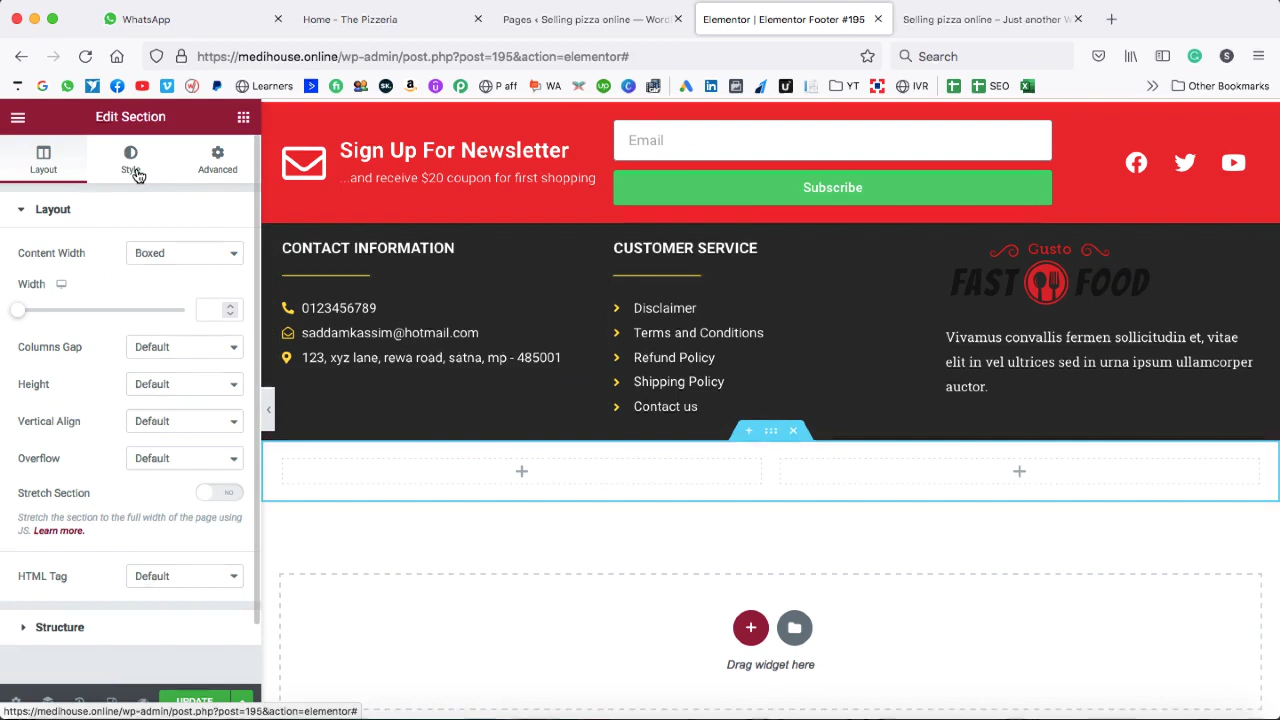 WhatsApp
Home - The Pizzeria
Pages ‹ Selling pizza online — Word
Elementor | Elementor Footer #195
Selling pizza online – Just another W
https://medihouse.online/wp-admin/post.php?post=195&action=elementor#
Search
S
Learners
P aff
WA
YT
IVR
SEO
Other Bookmarks
Edit Section
Layout
Style
Advanced
Layout
Content Width
Boxed
Width
Columns Gap
Default
Height
Default
Vertical Align
Default
Overflow
Default
Stretch Section
NO
Stretch the section to the full width of the page using
JS. Learn more.
HTML Tag
Default
Structure
UPDATE
https://medihouse.online/wp-admin/post.php?post=195&action=elementor#
Sign Up For Newsletter
...and receive $20 coupon for first shopping
Email
Subscribe
CONTACT INFORMATION
0123456789
saddamkassim@hotmail.com
123, xyz lane, rewa road, satna, mp - 485001
CUSTOMER SERVICE
Disclaimer
Terms and Conditions
Refund Policy
Shipping Policy
Contact us
Gusto
FAST FOOD
Vivamus convallis fermen sollicitudin et, vitae
elit in vel ultrices sed in urna ipsum ullamcorper
auctor.
Drag widget here